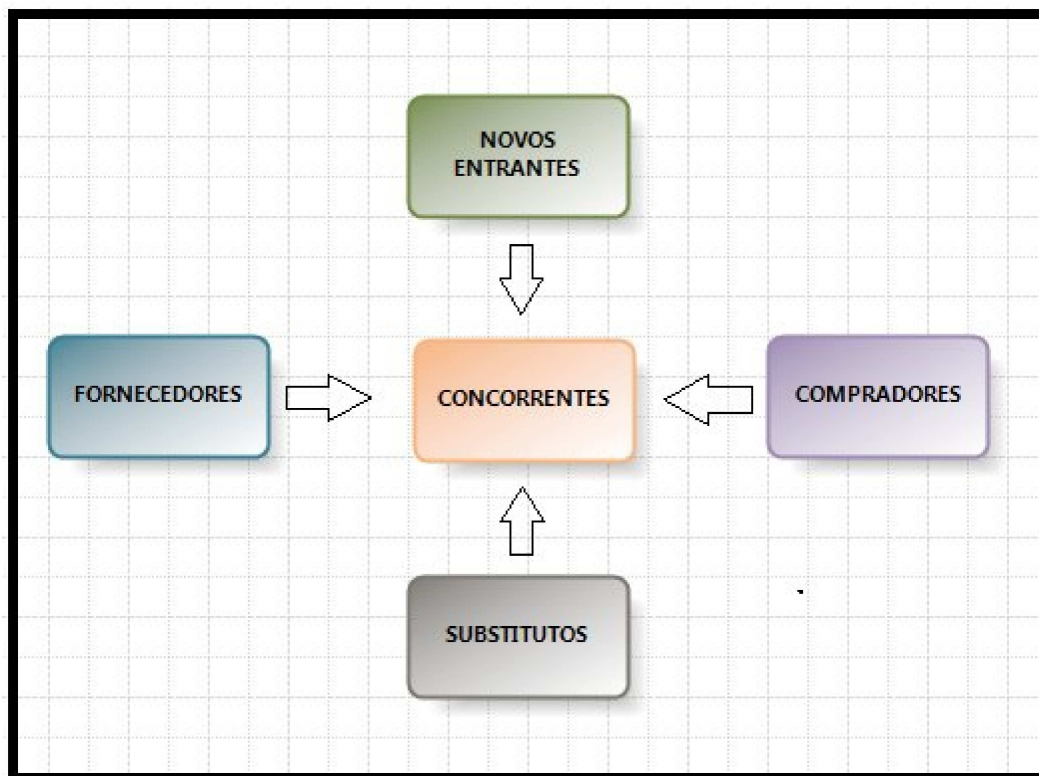 NOVOS
ENTRANTES
FORNECEDORES
CONCORRENTES
COMPRADORES
SUBSTITUTOS